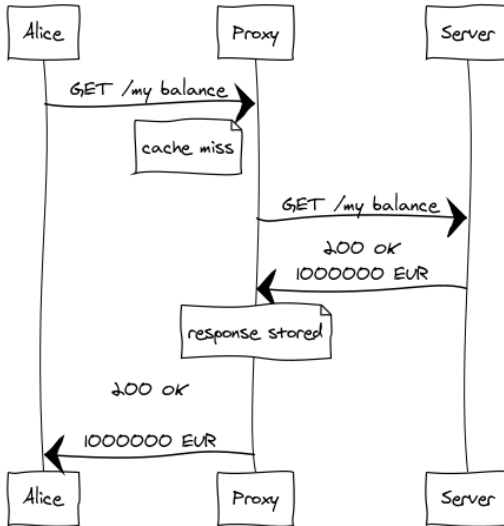 Alice
Proxy
Server
GET /my balance
cache miss
GET /my balance
200 OK
1000000 EUR
response stored
200 OK
1000000 EUR
Alice
Proxy
Server